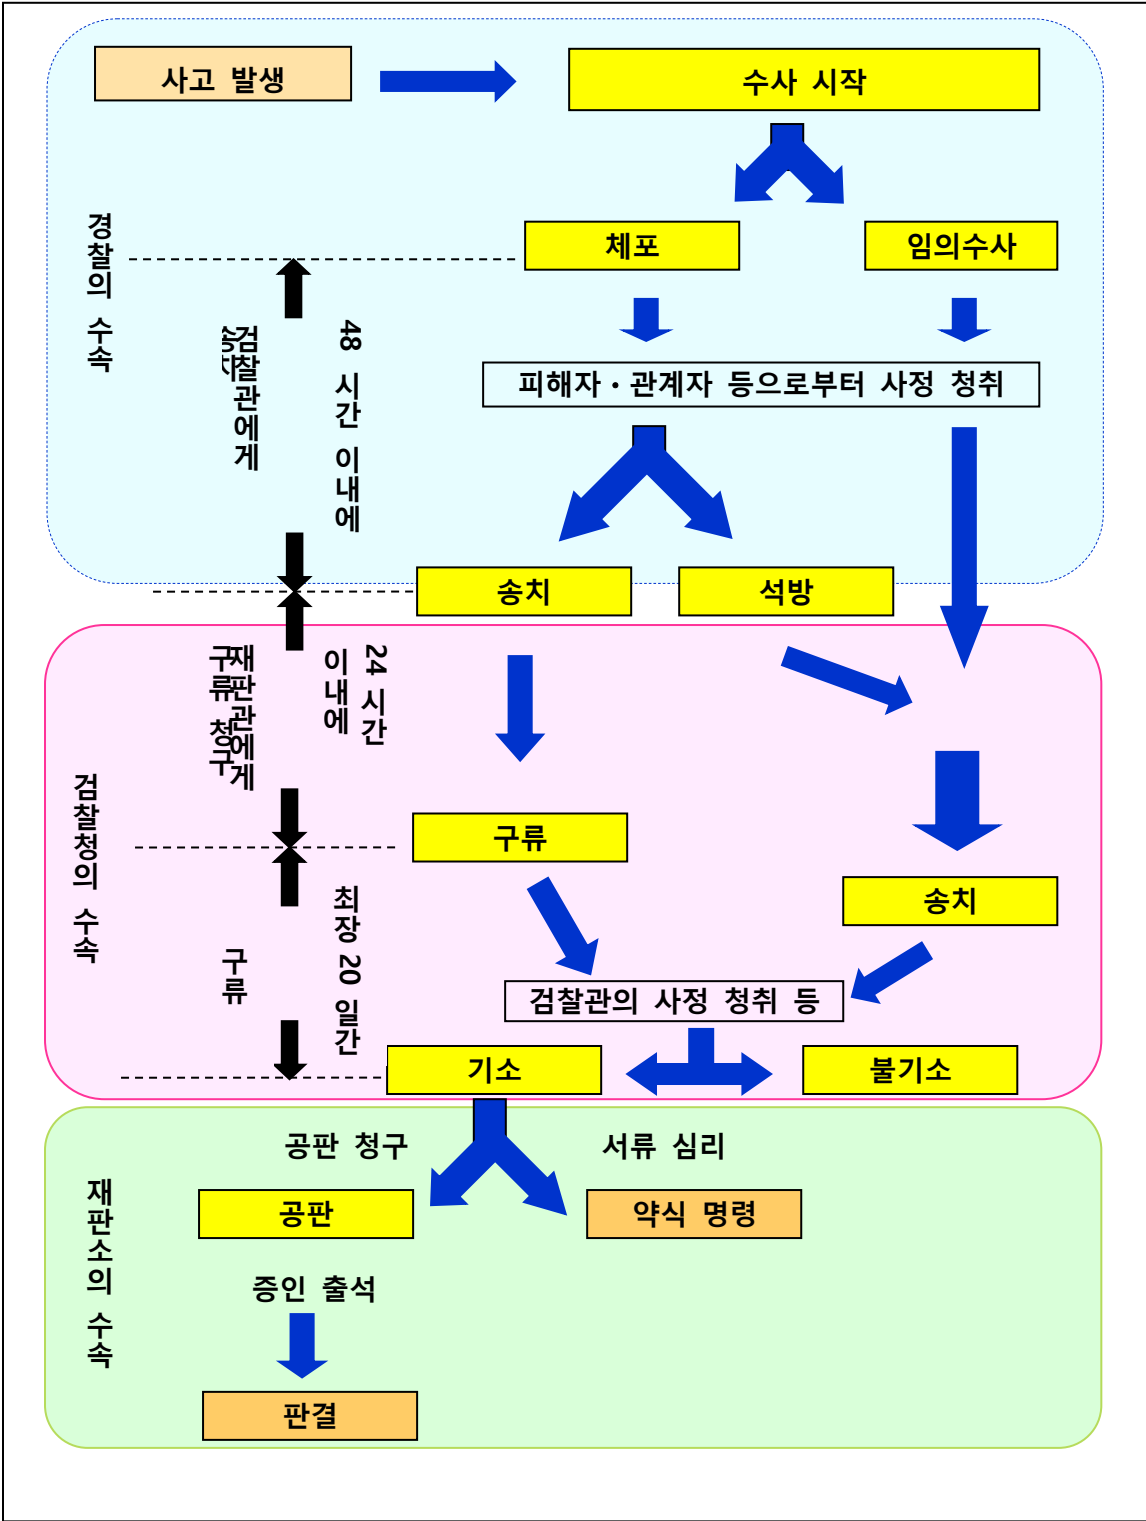 사고 발생
수사 시작
경찰의 수속
체포
임의수사
48 시간 이내에
검찰관에게
송치
피해자・관계자 등으로부터 사정 청취
송치
석방
24 시간
이내에
재판관에게
구류 청구
검찰청의 수속
구류
송치
최장 20 일간
구류
검찰관의 사정 청취 등
기소
불기소
공판 청구
서류 심리
재판소의 수속
공판
약식 명령
증인 출석
판결